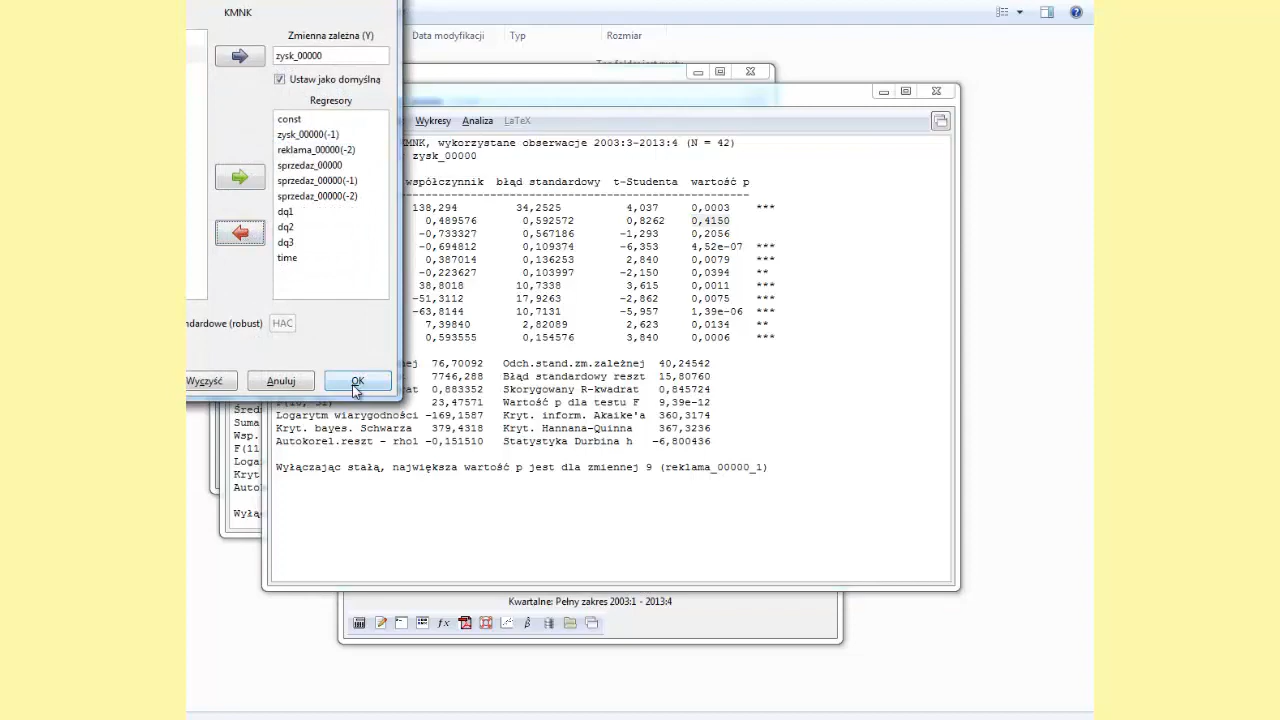 KMNK
Zmienna zależna (Y)
zysk_00000
Ustaw jako domyślną
Regresory
const
zysk_00000(-1)
reklama_00000(-2)
sprzedaz_00000
sprzedaz_00000(-1)
sprzedaz_00000(-2)
dq1
dq2
dq3
time
ndardowe (robust) HAC
Wyczyść Anuluj OK
Data modyfikacji Typ Rozmiar
Wykresy Analiza LaTeX
KMNK, wykorzystane obserwacje 2003:3-2013:4 (N = 42)
zysk_00000
współczynnik błąd standardowy t-Studenta wartość p
138,294 34,2525 4,037 0,0003 ***
0,489576 0,592572 0,8262 0,4150
-0,733327 0,567186 -1,293 0,2056
-0,694812 0,109374 -6,353 4,52e-07 ***
0,387014 0,136253 2,840 0,0079 ***
-0,223627 0,103997 -2,150 0,0394 **
38,8018 10,7338 3,615 0,0011 ***
-51,3112 17,9263 -2,862 0,0075 ***
-63,8144 10,7131 -5,957 1,39e-06 ***
7,39840 2,82089 2,623 0,0134 **
0,593555 0,154576 3,840 0,0006 ***
nej 76,70092 Odch.stand.zm.zależnej 40,24542
7746,288 Błąd standardowy reszt 15,80760
rat 0,883352 Skorygowany R-kwadrat 0,845724
23,47571 Wartość p dla testu F 9,39e-12
Logarytm wiarygodności -169,1587 Kryt. inform. Akaike'a 360,3174
Kryt. bayes. Schwarza 379,4318 Kryt. Hannana-Quinna 367,3236
Autokorel.reszt - rho1 -0,151510 Statystyka Durbina h -6,800436
Wyłączając stałą, największa wartość p jest dla zmiennej 9 (reklama_00000_1)
Średn
Suma
Wsp.
F(11
Loga
Kryt
Auto
Wyłą
Kwartalne: Pełny zakres 2003:1 - 2013:4